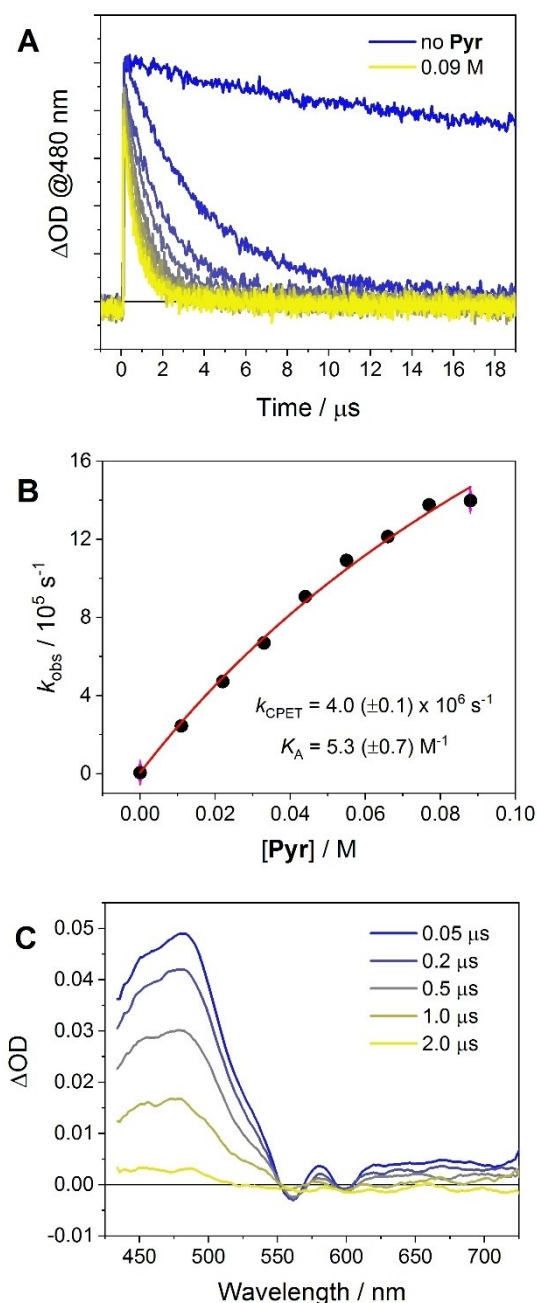 A
no Pyr
0.09 M
ΔOD @480 nm
0 2 4 6 8 10 12 14 16 18
Time / μs
B
16
12
8
4
0
k_obs / 10⁵ s⁻¹
k_CPET = 4.0 (±0.1) x 10⁶ s⁻¹
K_A = 5.3 (±0.7) M⁻¹
0.00 0.02 0.04 0.06 0.08 0.10
[Pyr] / M
C
0.05
0.04
0.03
0.02
0.01
0.00
-0.01
ΔOD
0.05 μs
0.2 μs
0.5 μs
1.0 μs
2.0 μs
450 500 550 600 650 700
Wavelength / nm